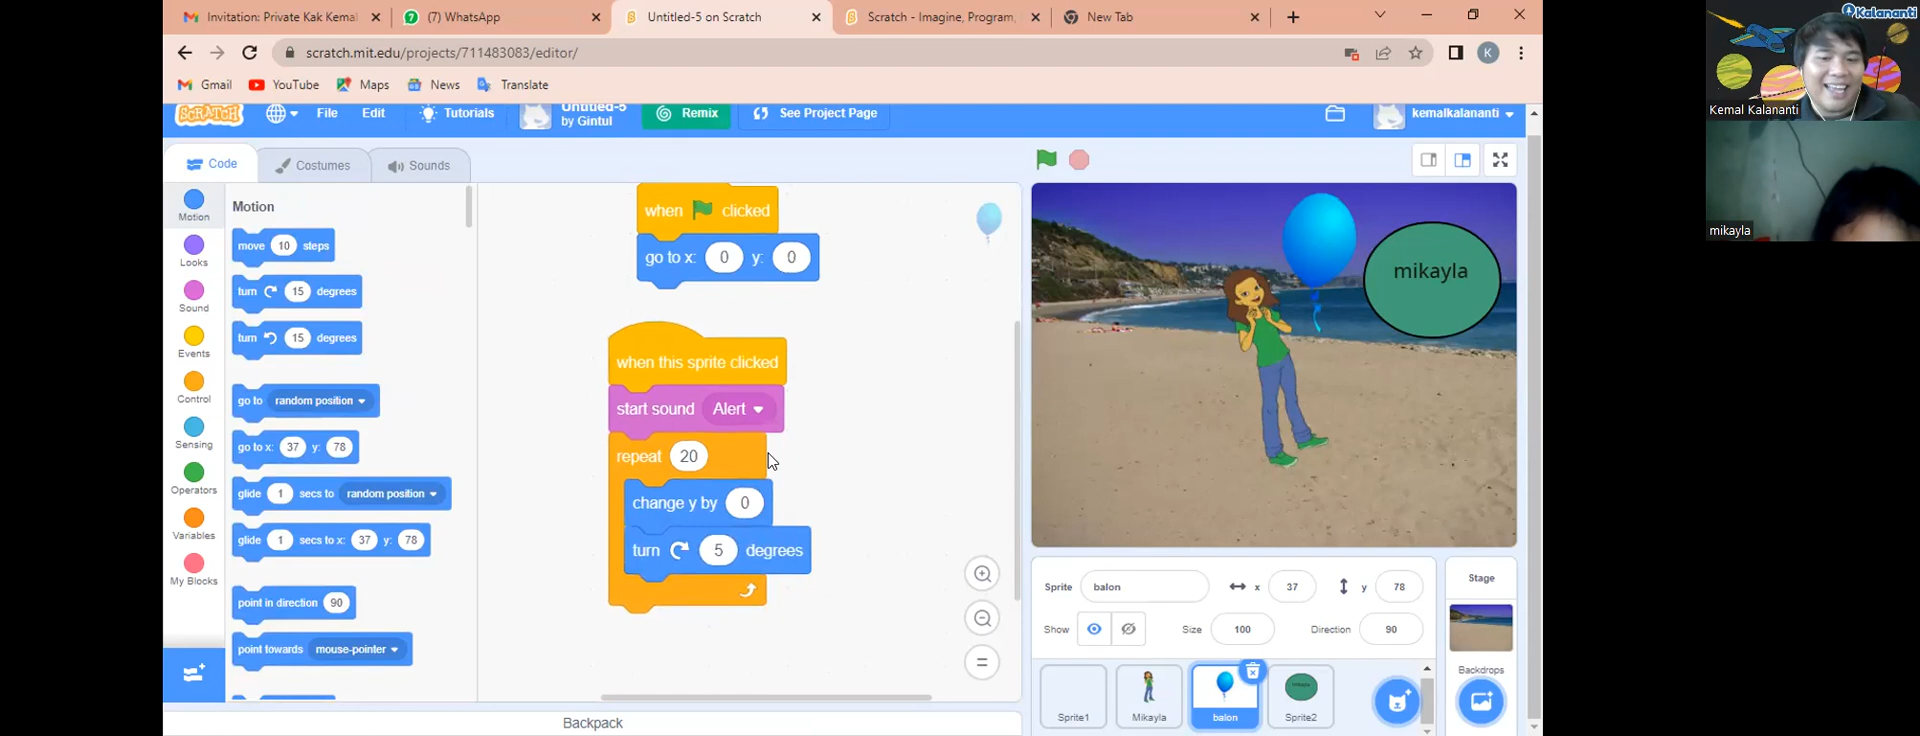 Invitation: Private Kak Kemal
(7) WhatsApp
Untitled-5 on Scratch
Scratch - Imagine, Program,
New Tab
scratch.mit.edu/projects/711483083/editor/
K
Gmail
YouTube
Maps
News
Translate
SCRATCH
File
Edit
Tutorials
Untitled-5
by Gintul
Remix
See Project Page
kemalkalananti
Code
Costumes
Sounds
Motion
Looks
Sound
Events
Control
Sensing
Operators
Variables
My Blocks
Motion
move 10 steps
turn 15 degrees
turn 15 degrees
go to random position
go to x: 37 y: 78
glide 1 secs to random position
glide 1 secs to x: 37 y: 78
point in direction 90
point towards mouse-pointer
when clicked
go to x: 0 y: 0
when this sprite clicked
start sound Alert
repeat 20
change y by 0
turn 5 degrees
Backpack
mikayla
Sprite balon x 37 y 78
Show Size 100 Direction 90
Sprite1
Mikayla
balon
Sprite2
Stage
Backdrops
Kalananti
Kemal Kalananti
mikayla